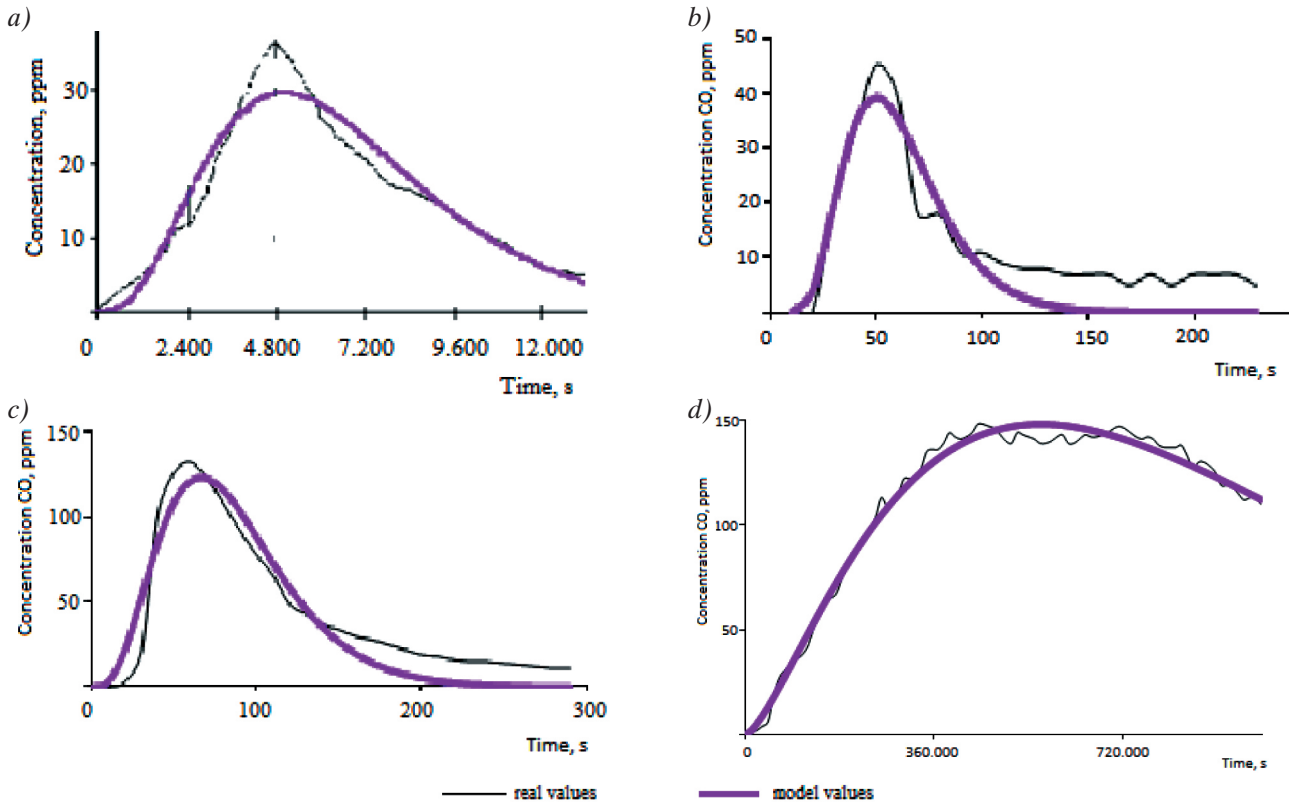 a)
Concentration, ppm
30
20
10
0 2.400 4.800 7.200 9.600 12.000
Time, s
b)
Concentration CO, ppm
50
40
30
20
10
0 50 100 150 200
Time, s
c)
Concentration CO, ppm
150
100
50
0 100 200 300
Time, s
d)
Concentration CO, ppm
150
100
50
0 360.000 720.000
Time, s
real values
model values